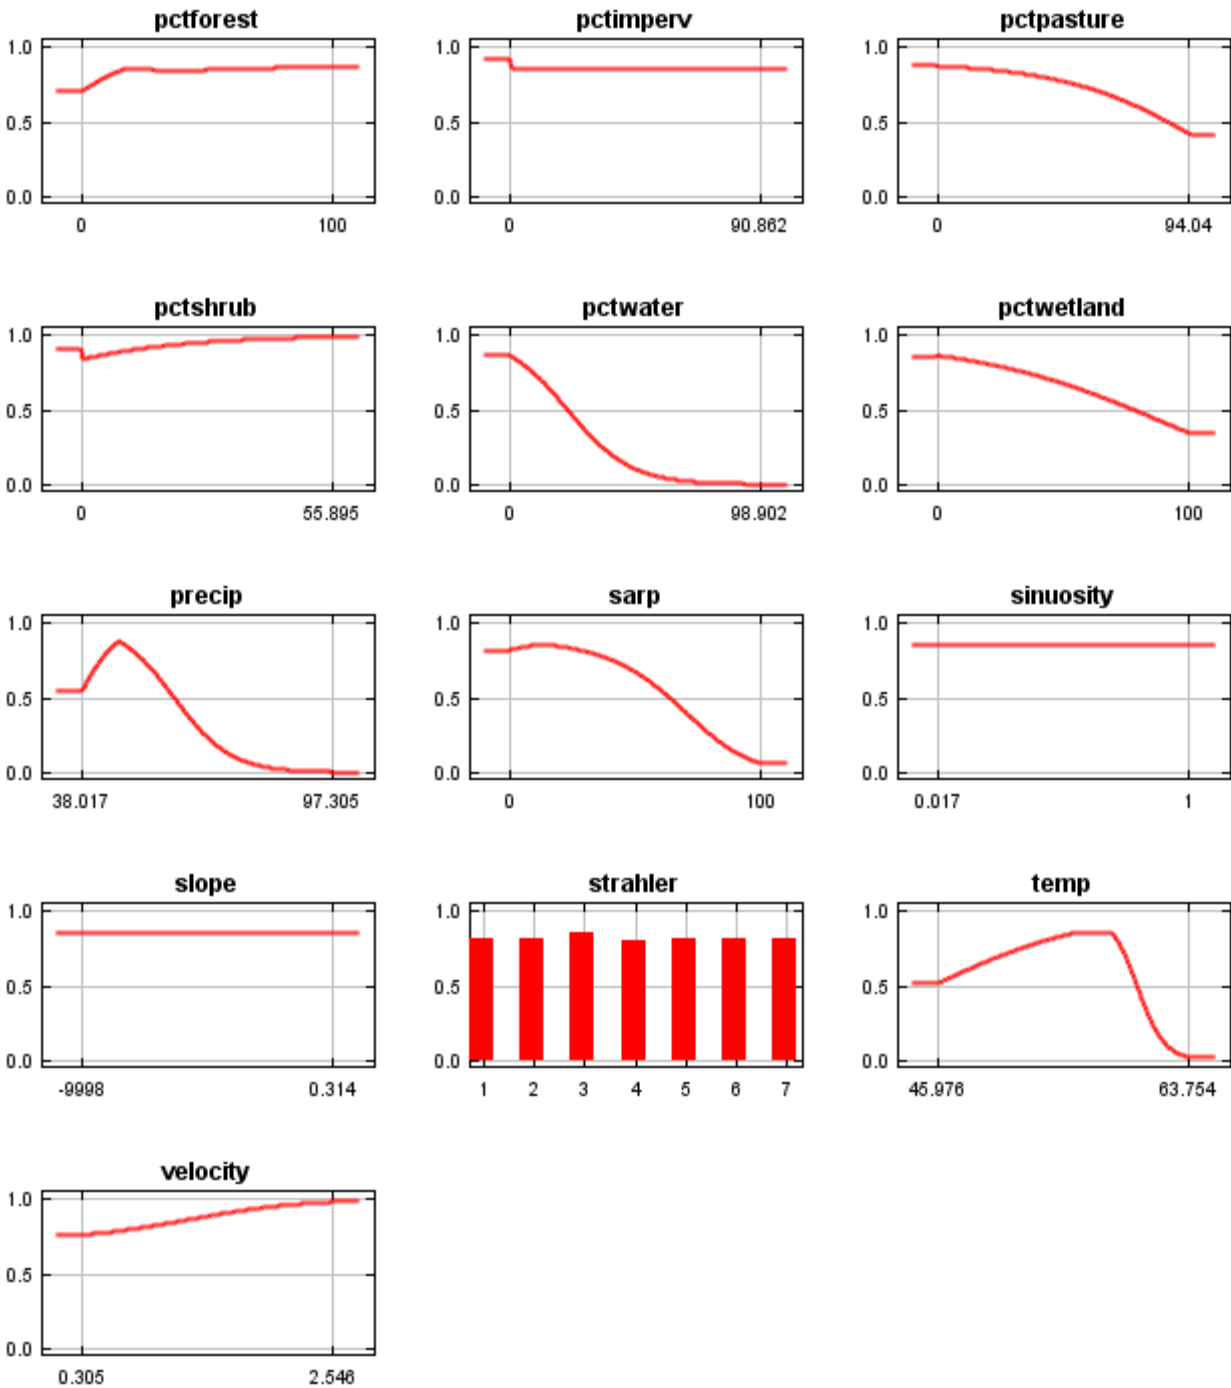 pctforest pctimperv pctpasture
1.0 1.0 1.0
0.5 0.5 0.5
0.0 0.0 0.0
0 100 0 90.862 0 94.04
pctshrub pctwater pctwetland
1.0 1.0 1.0
0.5 0.5 0.5
0.0 0.0 0.0
0 55.895 0 98.902 0 100
precip sarp sinuosity
1.0 1.0 1.0
0.5 0.5 0.5
0.0 0.0 0.0
38.017 97.305 0 100 0.017 1
slope strahler temp
1.0 1.0 1.0
0.5 0.5 0.5
0.0 0.0 0.0
-9998 0.314 1 2 3 4 5 6 7 45.976 63.754
velocity
1.0
0.5
0.0
0.305 2.546